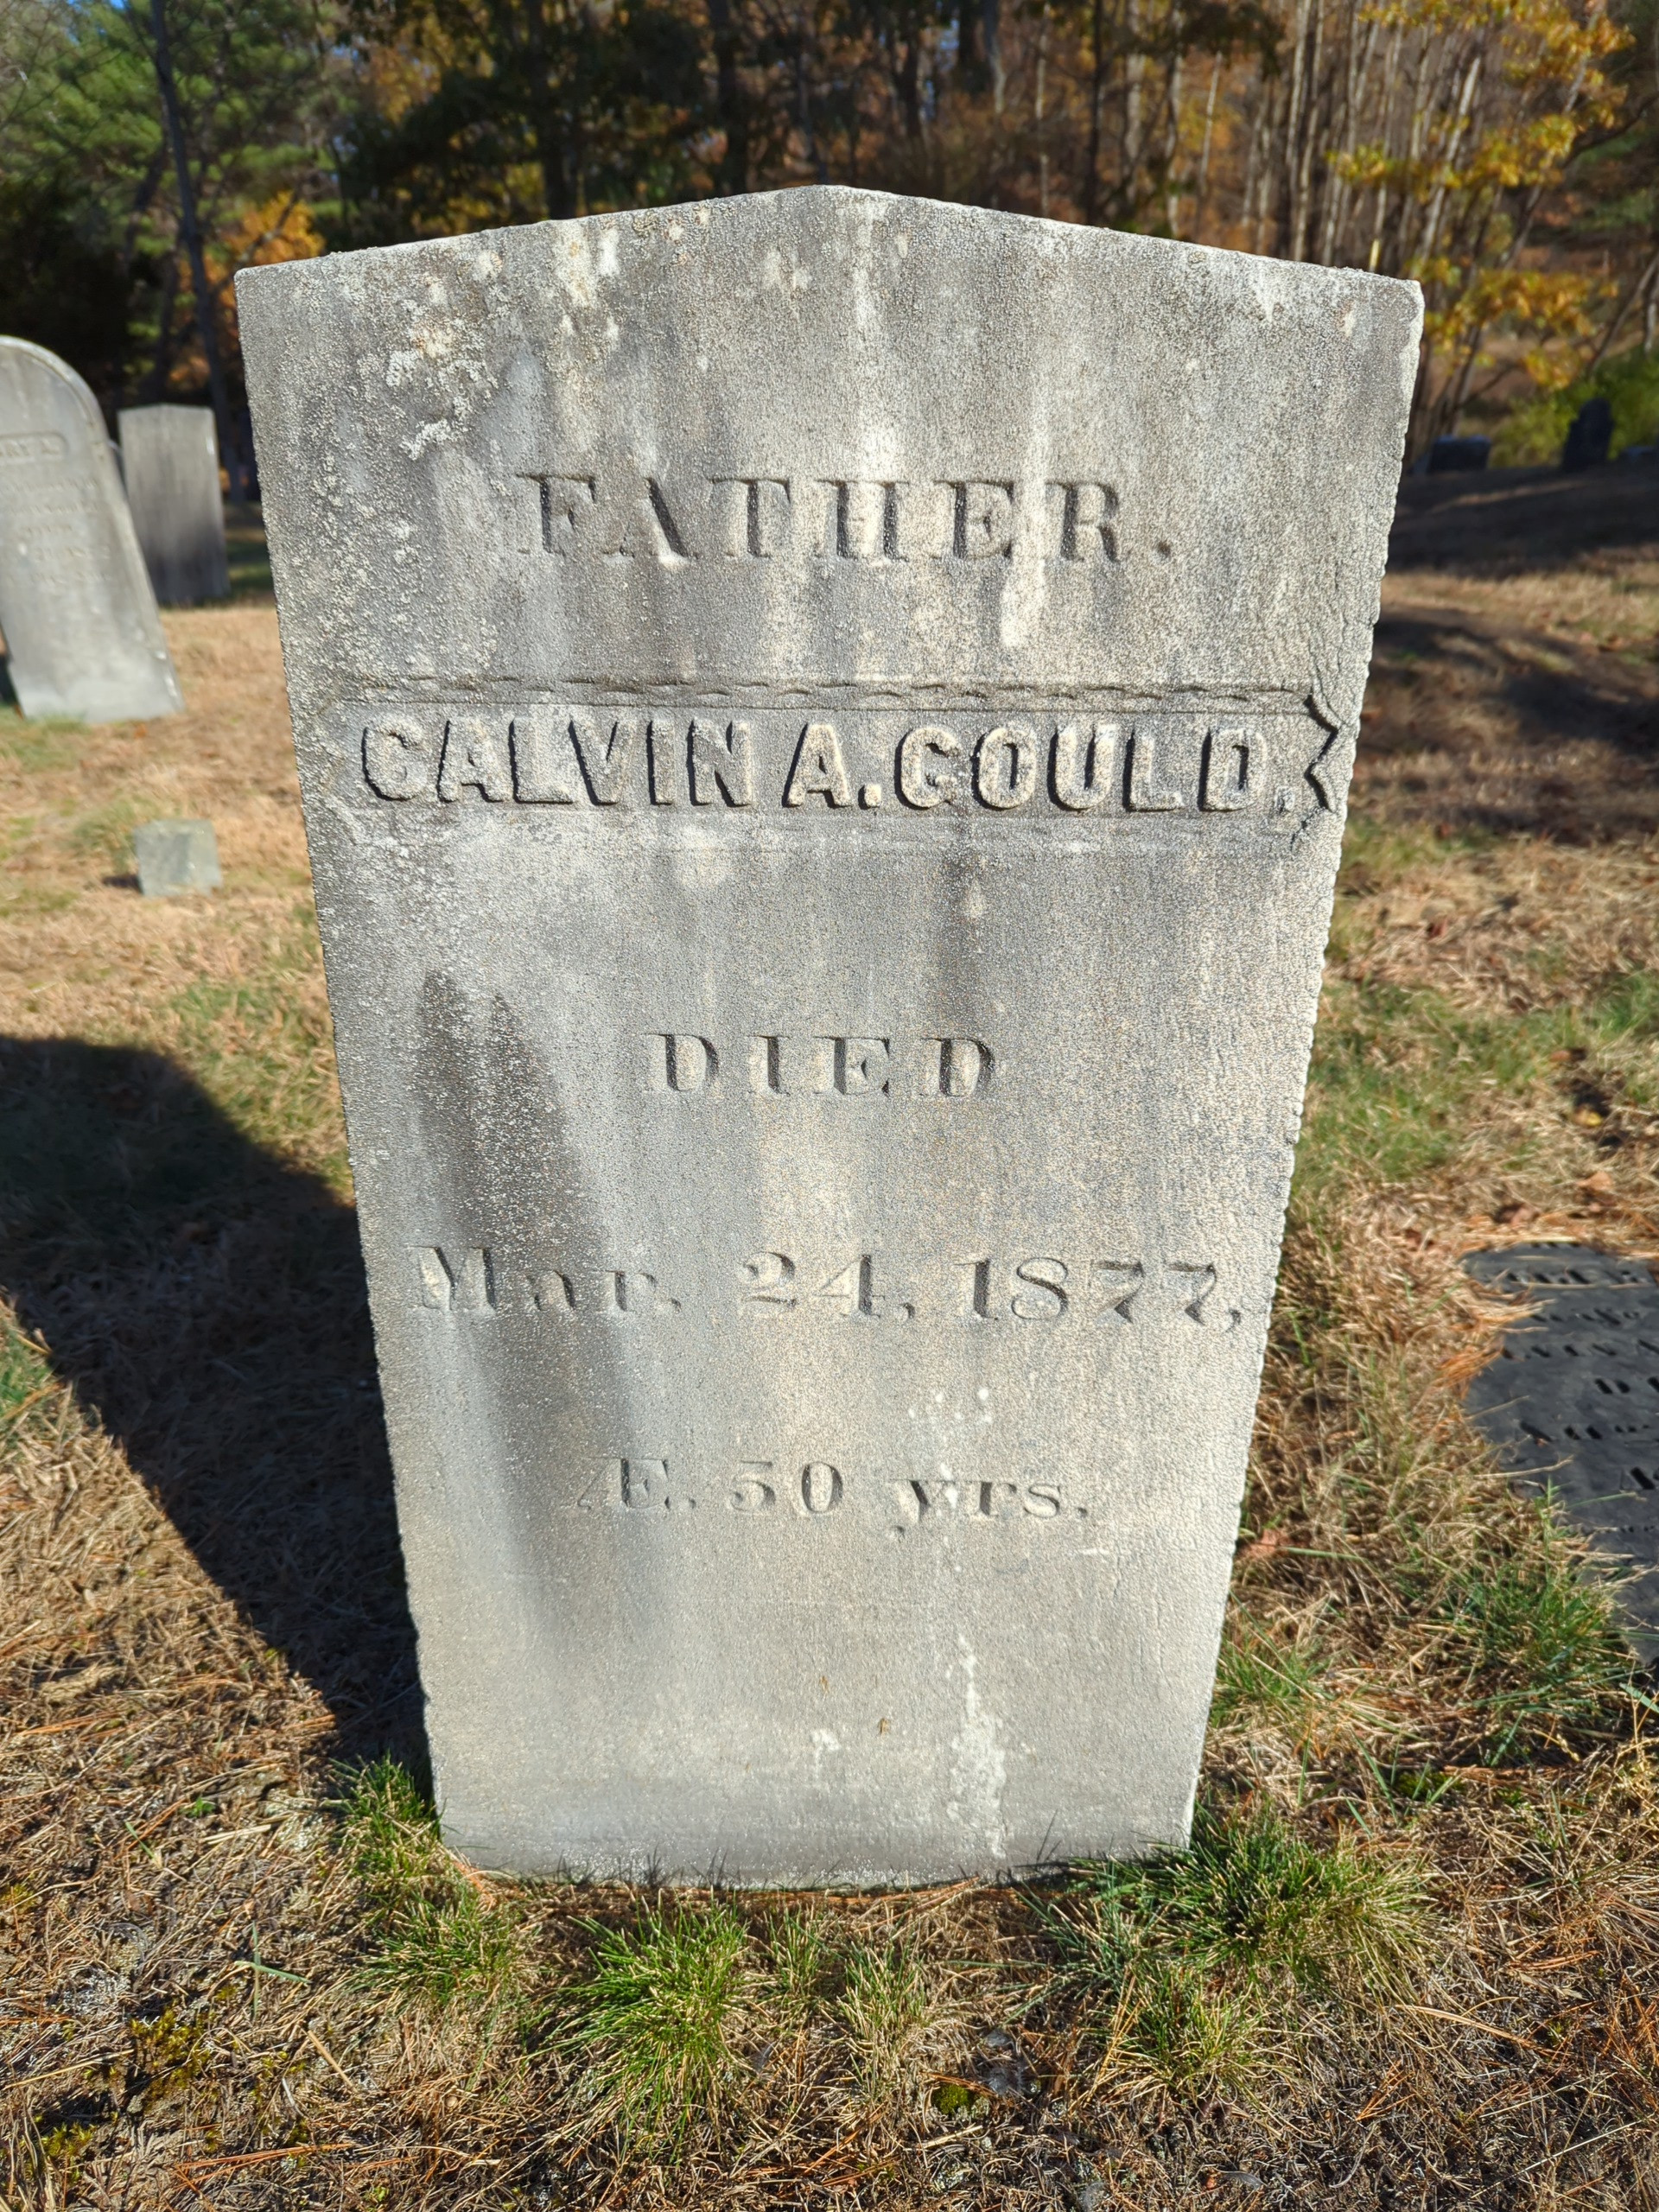 FATHER.
CALVIN A. GOULD.
DIED
Mar. 24, 1877,
Æ. 50 yrs.